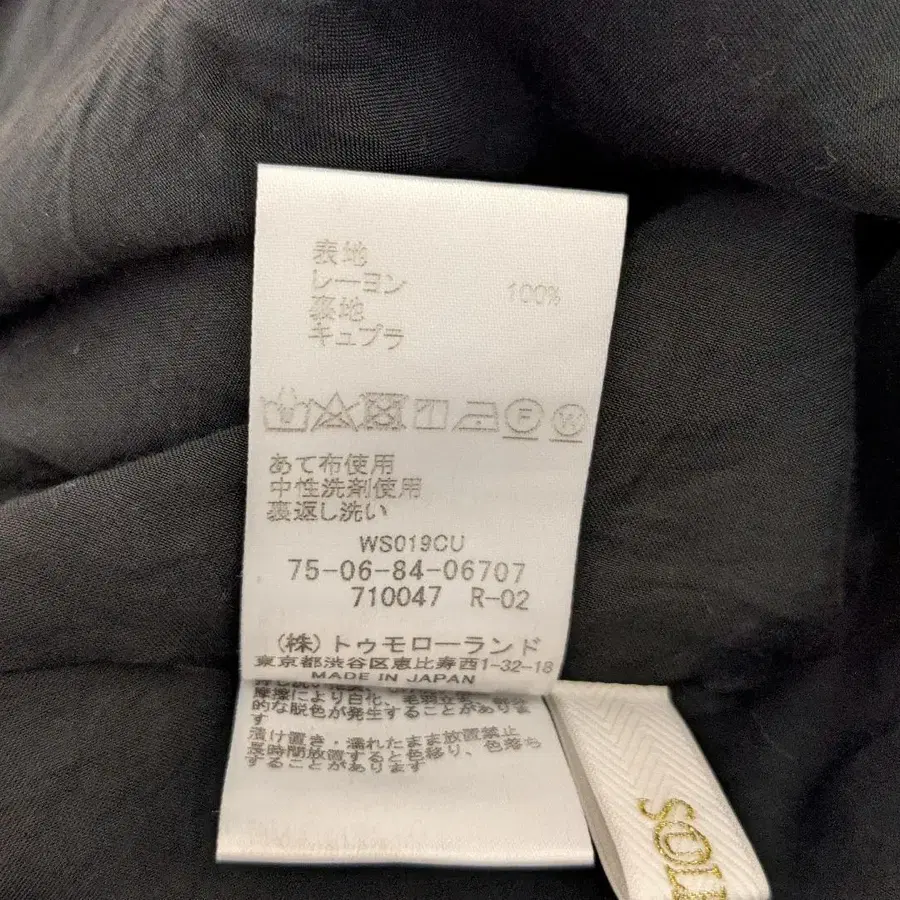 表地
レーヨン 100%
裏地
キュプラ
あて布使用
中性洗剤使用
裏返し洗い
WS019CU
75-06-84-06707
710047 R-02
(株)トゥモローランド
東京都渋谷区恵比寿西1-32-18
MADE IN JAPAN
摩擦により白化、毛羽立
的な脱色が発生することがありま
す
漬け置き・濡れたまま放置禁止
長時間放置すると色移り、色落ち
することがあります